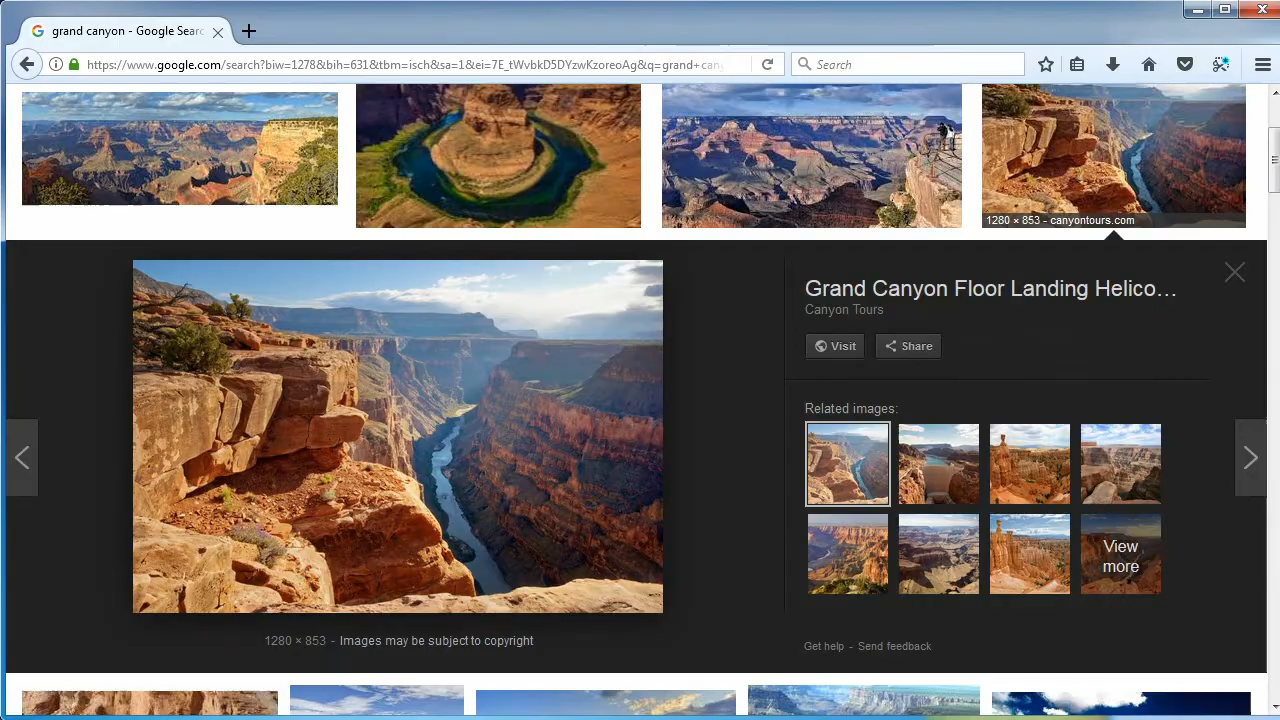 grand canyon - Google Searc
https://www.google.com/search?biw=1278&bih=631&tbm=isch&sa=1&ei=7E_tWvbkD5DYzwKzoreoAg&q=grand+can
Search
1280 × 853 - canyontours.com
Grand Canyon Floor Landing Helico...
Canyon Tours
Visit
Share
Related images:
View
more
1280 × 853 - Images may be subject to copyright
Get help - Send feedback